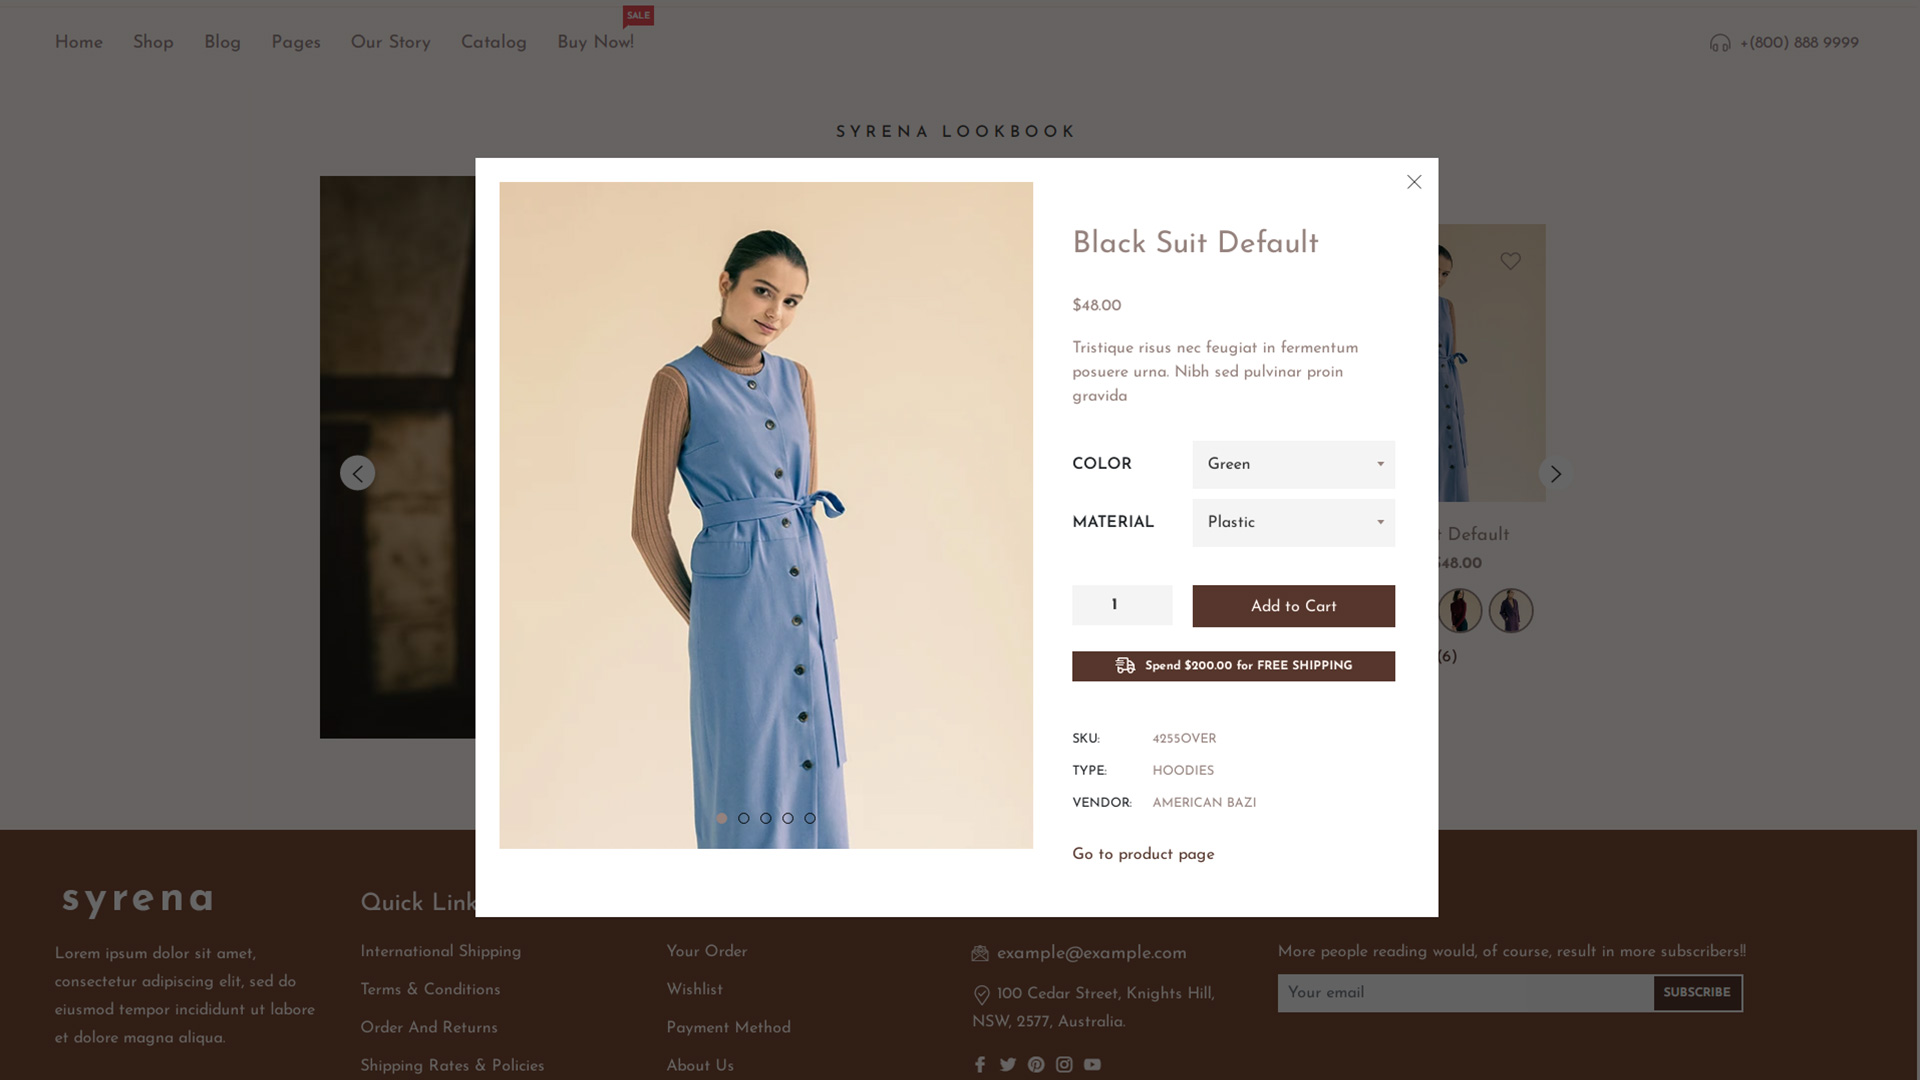 SALE
Home
Shop
Blog
Pages
Our Story
Catalog
Buy Now!
+(800) 888 9999
SYRENA LOOKBOOK
Black Suit Default
$48.00
Tristique risus nec feugiat in fermentum
posuere urna. Nibh sed pulvinar proin
gravida
COLOR
Green
MATERIAL
Plastic
1
Add to Cart
Spend $200.00 for FREE SHIPPING
SKU:
4255OVER
TYPE:
HOODIES
VENDOR:
AMERICAN BAZI
Go to product page
t Default
$48.00
(6)
syrena
Lorem ipsum dolor sit amet,
consectetur adipiscing elit, sed do
eiusmod tempor incididunt ut labore
et dolore magna aliqua.
Quick Link
International Shipping
Terms & Conditions
Order And Returns
Shipping Rates & Policies
Your Order
Wishlist
Payment Method
About Us
example@example.com
100 Cedar Street, Knights Hill,
NSW, 2577, Australia.
More people reading would, of course, result in more subscribers!!
Your email
SUBSCRIBE